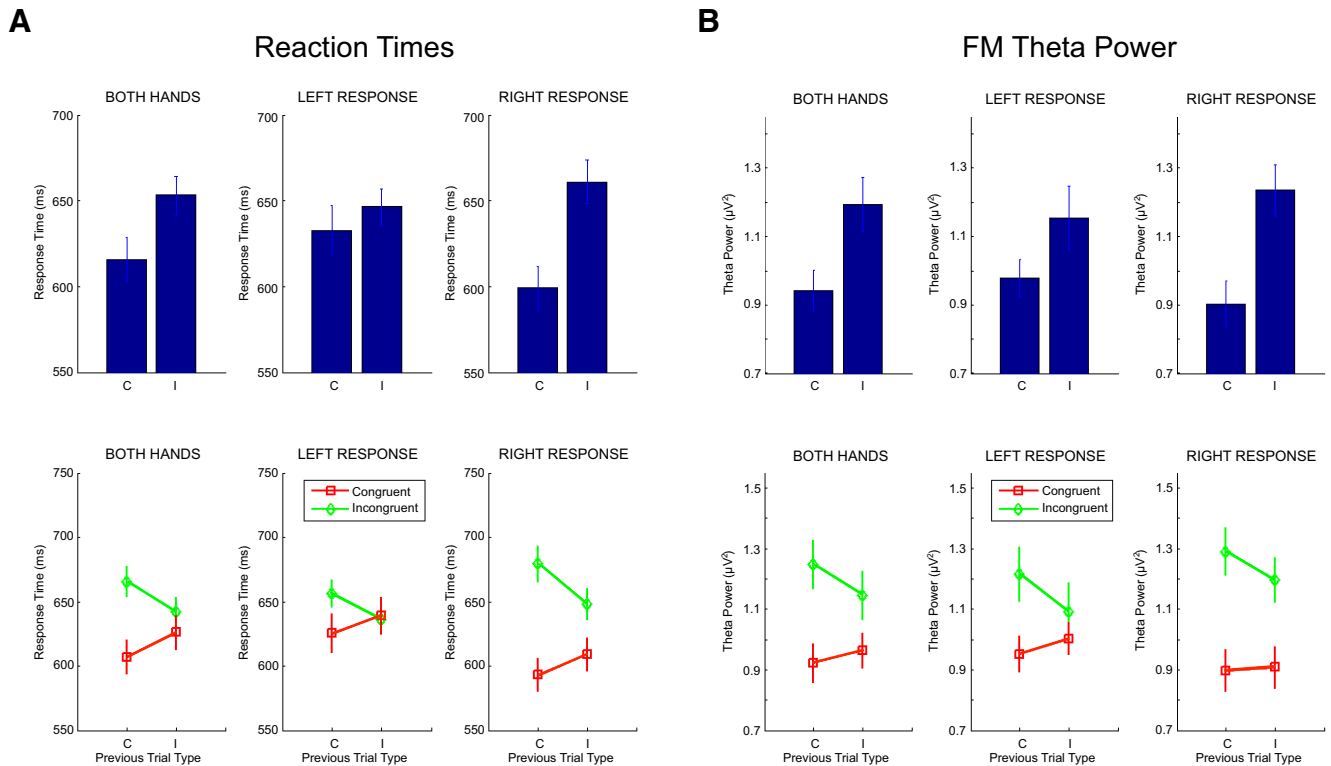 A
B
Reaction Times
FM Theta Power
BOTH HANDS
LEFT RESPONSE
RIGHT RESPONSE
BOTH HANDS
LEFT RESPONSE
RIGHT RESPONSE
Response Time (ms)
700
650
600
550
C I
Response Time (ms)
700
650
600
550
C I
Response Time (ms)
700
650
600
550
C I
Theta Power (µV²)
1.3
1.1
0.9
0.7
C I
Theta Power (µV²)
1.3
1.1
0.9
0.7
C I
Theta Power (µV²)
1.3
1.1
0.9
0.7
C I
BOTH HANDS
LEFT RESPONSE
RIGHT RESPONSE
BOTH HANDS
LEFT RESPONSE
RIGHT RESPONSE
Response Time (ms)
750
700
650
600
550
C I
Previous Trial Type
Response Time (ms)
750
700
650
600
550
Congruent
Incongruent
C I
Previous Trial Type
Response Time (ms)
750
700
650
600
550
C I
Previous Trial Type
Theta Power (µV²)
1.5
1.3
1.1
0.9
0.7
C I
Previous Trial Type
Theta Power (µV²)
1.5
1.3
1.1
0.9
0.7
Congruent
Incongruent
C I
Previous Trial Type
Theta Power (µV²)
1.5
1.3
1.1
0.9
0.7
C I
Previous Trial Type